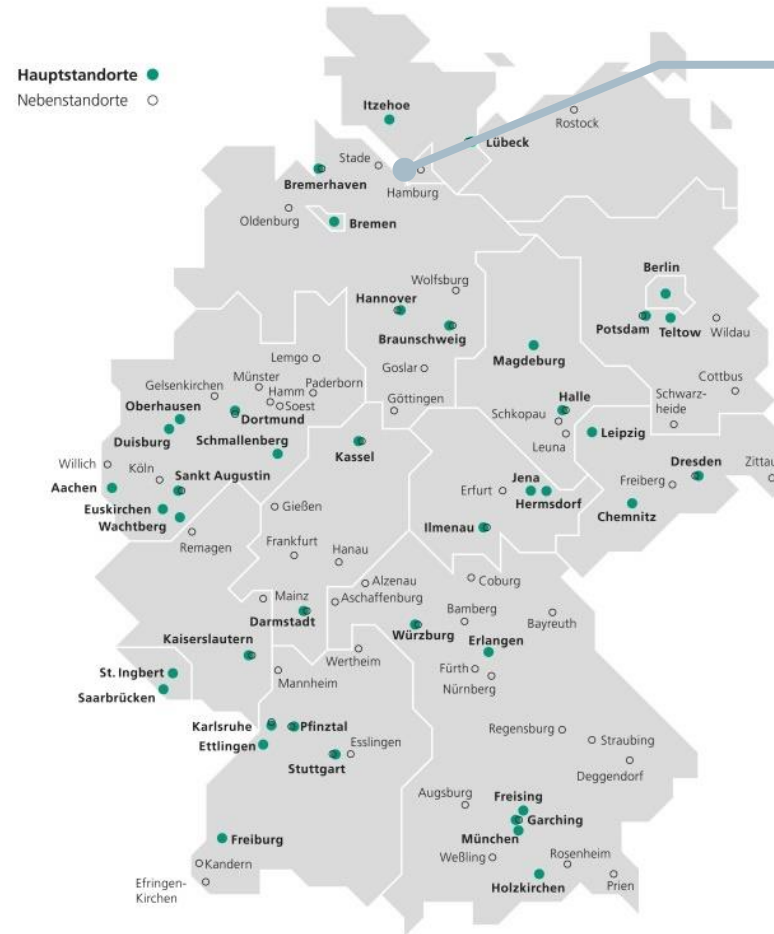 Hauptstandorte
Nebenstandorte
Itzehoe
Rostock
Lübeck
Stade
Bremerhaven
Hamburg
Oldenburg
Bremen
Berlin
Wolfsburg
Hannover
Potsdam
Teltow
Wildau
Braunschweig
Magdeburg
Lemgo
Goslar
Münster
Paderborn
Gelsenkirchen
Hamm
Cottbus
Oberhausen
Soest
Göttingen
Halle
Schwarz-
heide
Dortmund
Schkopau
Duisburg
Leipzig
Schmallenberg
Kassel
Leuna
Willich
Köln
Zittau
Dresden
Sankt Augustin
Jena
Freiberg
Aachen
Erfurt
Hermsdorf
Euskirchen
Gießen
Chemnitz
Wachtberg
Ilmenau
Remagen
Frankfurt
Hanau
Alzenau
Coburg
Mainz
Aschaffenburg
Bamberg
Darmstadt
Bayreuth
Würzburg
Kaiserslautern
Erlangen
Wertheim
St. Ingbert
Fürth
Mannheim
Nürnberg
Saarbrücken
Karlsruhe
Pfinztal
Regensburg
Ettlingen
Esslingen
Straubing
Stuttgart
Deggendorf
Augsburg
Freising
Garching
Freiburg
München
Weßling
Kandern
Rosenheim
Efringen-
Kirchen
Holzkirchen
Prien